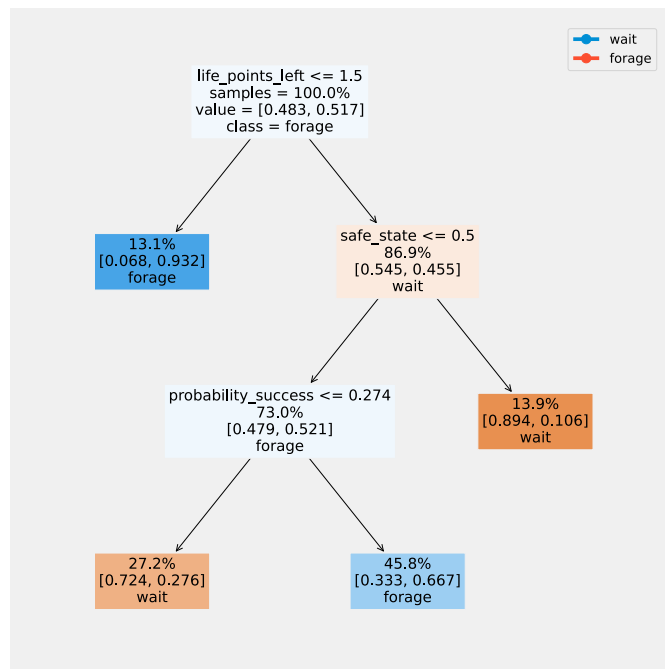 wait
forage
life_points_left <= 1.5
samples = 100.0%
value = [0.483, 0.517]
class = forage
13.1%
[0.068, 0.932]
forage
safe_state <= 0.5
86.9%
[0.545, 0.455]
wait
probability_success <= 0.274
73.0%
[0.479, 0.521]
forage
13.9%
[0.894, 0.106]
wait
27.2%
[0.724, 0.276]
wait
45.8%
[0.333, 0.667]
forage